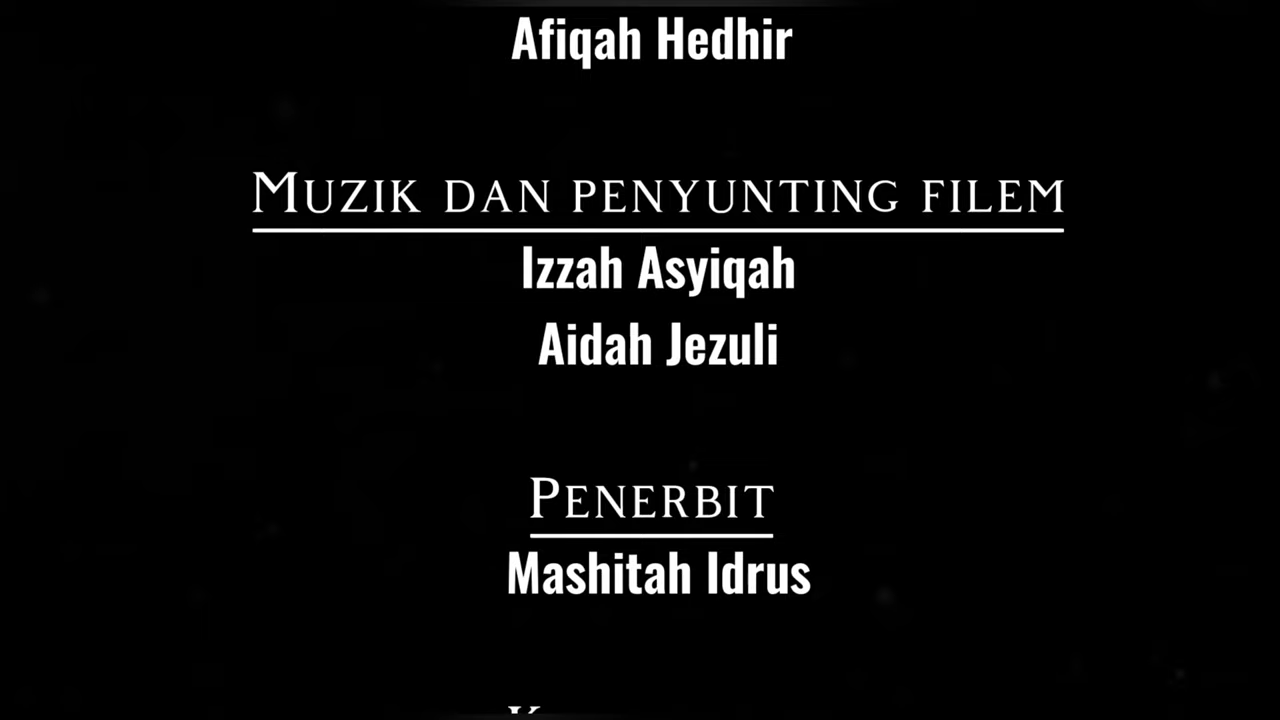 Afiqah Hedhir
MUZIK DAN PENYUNTING FILEM
Izzah Asyiqah
Aidah Jezuli
PENERBIT
Mashitah Idrus